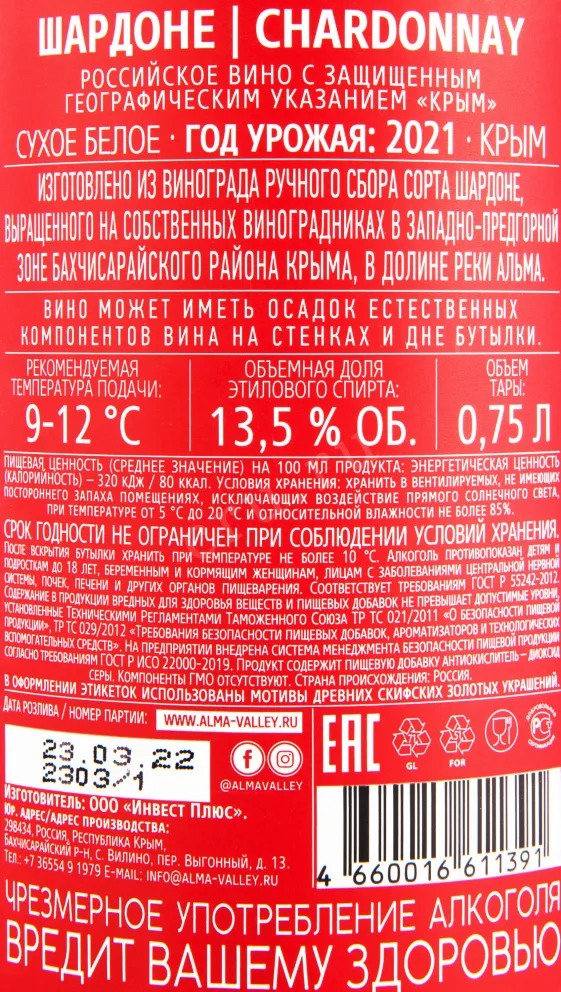 ШАРДОНЕ | CHARDONNAY
РОССИЙСКОЕ ВИНО С ЗАЩИЩЕННЫМ
ГЕОГРАФИЧЕСКИМ УКАЗАНИЕМ «КРЫМ»
СУХОЕ БЕЛОЕ · ГОД УРОЖАЯ: 2021 · КРЫМ
ИЗГОТОВЛЕНО ИЗ ВИНОГРАДА РУЧНОГО СБОРА СОРТА ШАРДОНЕ,
ВЫРАЩЕННОГО НА СОБСТВЕННЫХ ВИНОГРАДНИКАХ В ЗАПАДНО-ПРЕДГОРНОЙ
ЗОНЕ БАХЧИСАРАЙСКОГО РАЙОНА КРЫМА, В ДОЛИНЕ РЕКИ АЛЬМА.
ВИНО МОЖЕТ ИМЕТЬ ОСАДОК ЕСТЕСТВЕННЫХ
КОМПОНЕНТОВ ВИНА НА СТЕНКАХ И ДНЕ БУТЫЛКИ.
РЕКОМЕНДУЕМАЯ
ТЕМПЕРАТУРА ПОДАЧИ:
9-12 °С
ОБЪЕМНАЯ ДОЛЯ
ЭТИЛОВОГО СПИРТА:
13,5 % ОБ.
ОБЪЕМ
ТАРЫ:
0,75 Л
ПИЩЕВАЯ ЦЕННОСТЬ (СРЕДНЕЕ ЗНАЧЕНИЕ) НА 100 МЛ ПРОДУКТА: ЭНЕРГЕТИЧЕСКАЯ ЦЕННОСТЬ
(КАЛОРИЙНОСТЬ) – 320 кДж / 80 ККАЛ. УСЛОВИЯ ХРАНЕНИЯ: ХРАНИТЬ В ВЕНТИЛИРУЕМЫХ, НЕ ИМЕЮЩИХ
ПОСТОРОННЕГО ЗАПАХА ПОМЕЩЕНИЯХ, ИСКЛЮЧАЮЩИХ ВОЗДЕЙСТВИЕ ПРЯМОГО СОЛНЕЧНОГО СВЕТА,
ПРИ ТЕМПЕРАТУРЕ ОТ 5 °С ДО 20 °С И ОТНОСИТЕЛЬНОЙ ВЛАЖНОСТИ НЕ БОЛЕЕ 85%.
СРОК ГОДНОСТИ НЕ ОГРАНИЧЕН ПРИ СОБЛЮДЕНИИ УСЛОВИЙ ХРАНЕНИЯ.
ПОСЛЕ ВСКРЫТИЯ БУТЫЛКИ ХРАНИТЬ ПРИ ТЕМПЕРАТУРЕ НЕ БОЛЕЕ 10 °С. АЛКОГОЛЬ ПРОТИВОПОКАЗАН ДЕТЯМ И
ПОДРОСТКАМ ДО 18 ЛЕТ, БЕРЕМЕННЫМ И КОРМЯЩИМ ЖЕНЩИНАМ, ЛИЦАМ С ЗАБОЛЕВАНИЯМИ ЦЕНТРАЛЬНОЙ НЕРВНОЙ
СИСТЕМЫ, ПОЧЕК, ПЕЧЕНИ И ДРУГИХ ОРГАНОВ ПИЩЕВАРЕНИЯ. СООТВЕТСТВУЕТ ТРЕБОВАНИЯМ ГОСТ Р 55242-2012.
СОДЕРЖАНИЕ В ПРОДУКЦИИ ВРЕДНЫХ ДЛЯ ЗДОРОВЬЯ ВЕЩЕСТВ И ПИЩЕВЫХ ДОБАВОК НЕ ПРЕВЫШАЕТ ДОПУСТИМЫЕ УРОВНИ,
УСТАНОВЛЕННЫЕ ТЕХНИЧЕСКИМИ РЕГЛАМЕНТАМИ ТАМОЖЕННОГО СОЮЗА ТР ТС 021/2011 «О БЕЗОПАСНОСТИ ПИЩЕВОЙ
ПРОДУКЦИИ», ТР ТС 029/2012 «ТРЕБОВАНИЯ БЕЗОПАСНОСТИ ПИЩЕВЫХ ДОБАВОК, АРОМАТИЗАТОРОВ И ТЕХНОЛОГИЧЕСКИХ
ВСПОМОГАТЕЛЬНЫХ СРЕДСТВ». НА ПРЕДПРИЯТИИ ВНЕДРЕНА СИСТЕМА МЕНЕДЖМЕНТА БЕЗОПАСНОСТИ ПИЩЕВОЙ ПРОДУКЦИИ
СОГЛАСНО ТРЕБОВАНИЯМ ГОСТ Р ИСО 22000-2019. ПРОДУКТ СОДЕРЖИТ ПИЩЕВУЮ ДОБАВКУ АНТИОКИСЛИТЕЛЬ – ДИОКСИД
СЕРЫ. КОМПОНЕНТЫ ГМО ОТСУТСТВУЮТ. СТРАНА ПРОИСХОЖДЕНИЯ: РОССИЯ.
В ОФОРМЛЕНИИ ЭТИКЕТОК ИСПОЛЬЗОВАНЫ МОТИВЫ ДРЕВНИХ СКИФСКИХ ЗОЛОТЫХ УКРАШЕНИЙ.
ДАТА РОЗЛИВА / НОМЕР ПАРТИИ:
WWW.ALMA-VALLEY.RU
23.03.22
2303/1
@ALMAVALLEY
EAC
GL
FOR
ДОБРОВОЛЬНАЯ
СЕРТИФИКАЦИЯ
ИЗГОТОВИТЕЛЬ: ООО «ИНВЕСТ ПЛЮС».
ЮР. АДРЕС/АДРЕС ПРОИЗВОДСТВА:
298434, РОССИЯ, РЕСПУБЛИКА КРЫМ,
БАХЧИСАРАЙСКИЙ Р-Н, С. ВИЛИНО, ПЕР. ВЫГОННЫЙ, Д. 13.
ТЕЛ.: +7 36554 9 1979 E-MAIL: INFO@ALMA-VALLEY.RU
4 660016 611391
ЧРЕЗМЕРНОЕ УПОТРЕБЛЕНИЕ АЛКОГОЛЯ
ВРЕДИТ ВАШЕМУ ЗДОРОВЬЮ